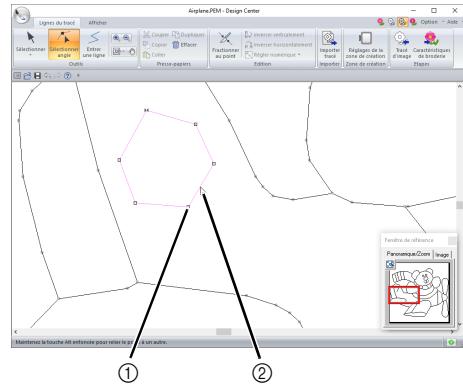 Airplane.PEM - Design Center
Lignes du tracé
Afficher
Option
Aide
Sélectionner
Sélectionner angle
Entrer une ligne
Outils
Couper
Dupliquer
Copier
Effacer
Coller
Presse-papiers
Fractionner au point
Inverser verticalement
Inverser horizontalement
Règle numérique
Edition
Importer tracé
Importer
Réglages de la zone de création
Zone de création
Tracé d'image
Caractéristiques de broderie
Etapes
Fenêtre de référence
Panoramique/Zoom
Image
Maintenez la touche Alt enfoncée pour relier le point à un autre.
① ②